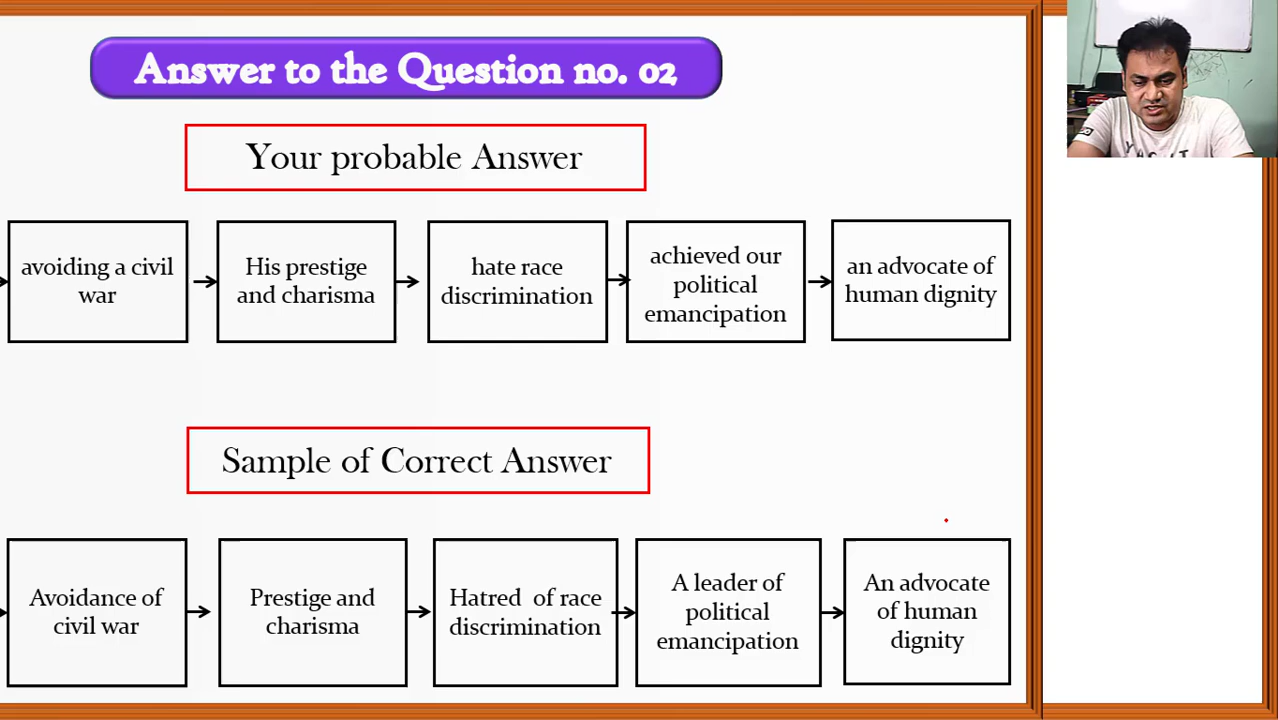 Answer to the Question no. 02
Your probable Answer
avoiding a civil
war
His prestige
and charisma
hate race
discrimination
achieved our
political
emancipation
an advocate of
human dignity
Sample of Correct Answer
Avoidance of
civil war
Prestige and
charisma
Hatred of race
discrimination
A leader of
political
emancipation
An advocate
of human
dignity